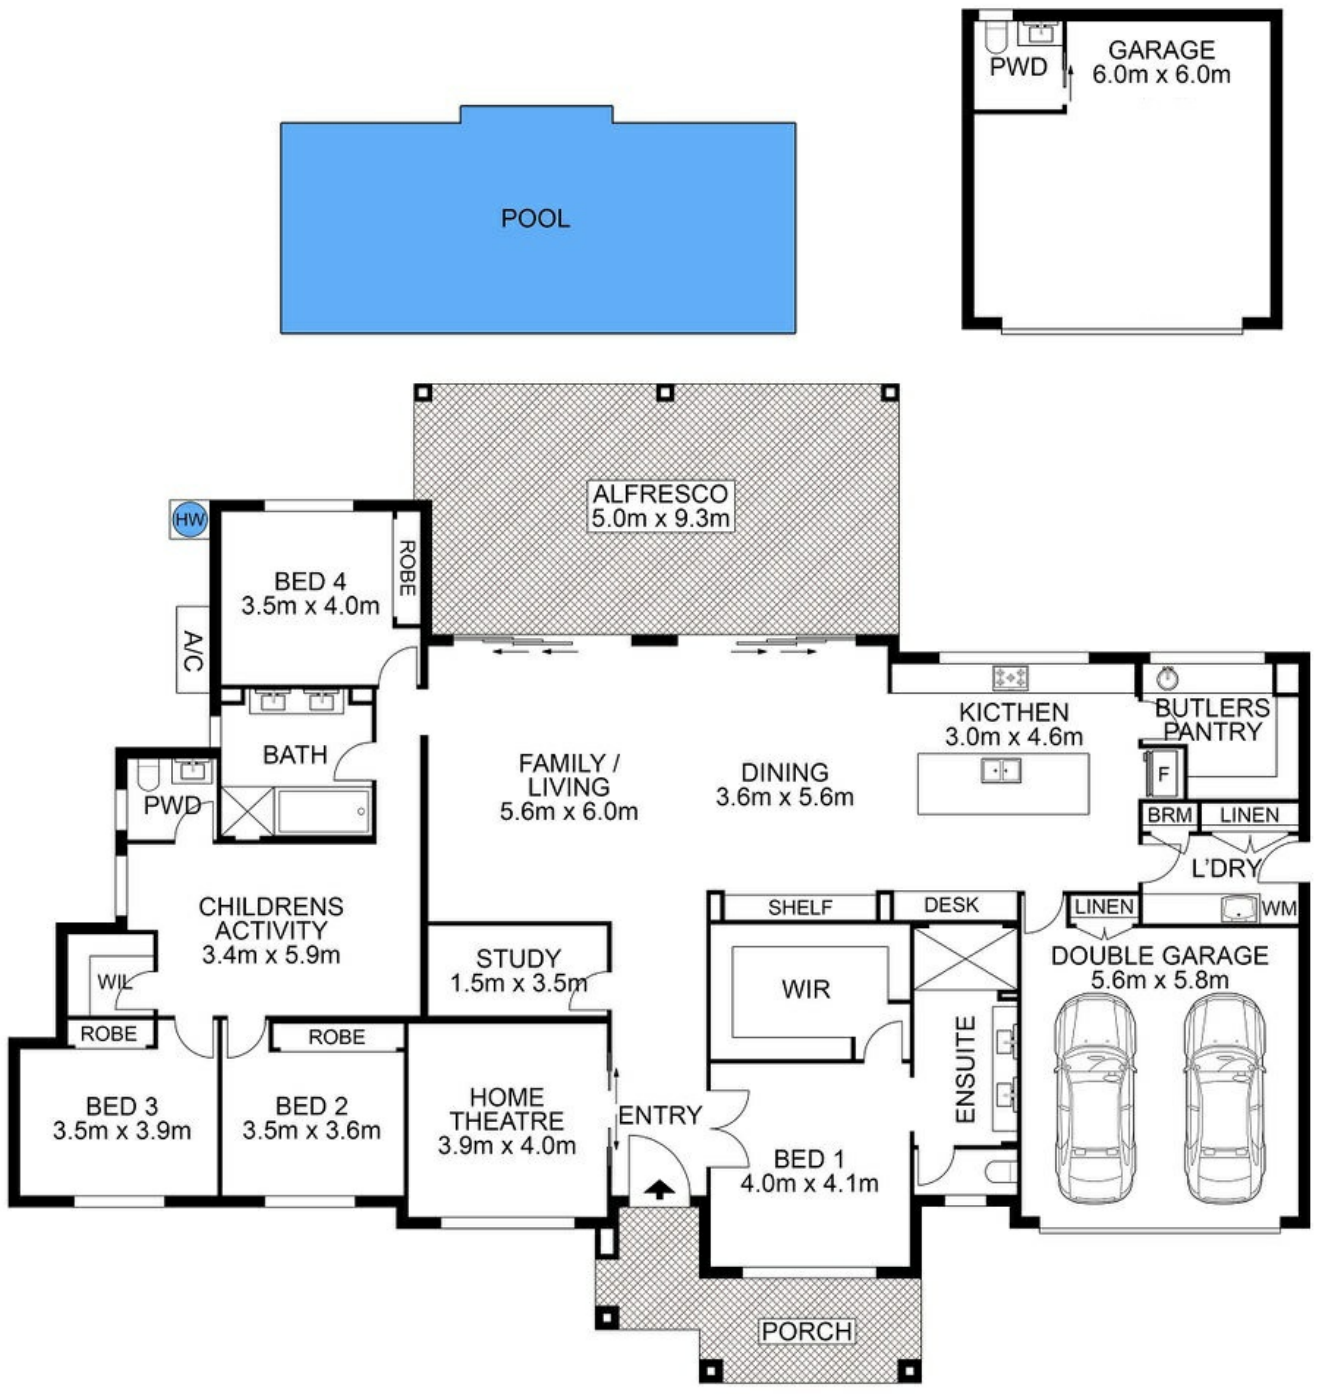 GARAGE
6.0m x 6.0m
PWD
POOL
ALFRESCO
5.0m x 9.3m
HW
ROBE
BED 4
3.5m x 4.0m
A/C
BATH
PWD
FAMILY /
LIVING
5.6m x 6.0m
DINING
3.6m x 5.6m
KICTHEN
3.0m x 4.6m
BUTLERS
PANTRY
F
BRM
LINEN
L'DRY
WM
LINEN
SHELF
DESK
CHILDRENS
ACTIVITY
3.4m x 5.9m
STUDY
1.5m x 3.5m
WIR
DOUBLE GARAGE
5.6m x 5.8m
WIL
ROBE
ROBE
ENSUITE
BED 3
3.5m x 3.9m
BED 2
3.5m x 3.6m
HOME
THEATRE
3.9m x 4.0m
ENTRY
BED 1
4.0m x 4.1m
PORCH